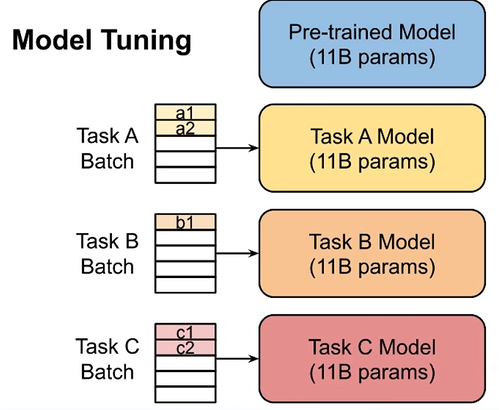 Model Tuning
Pre-trained Model
(11B params)
Task A
Batch
a1
a2
Task A Model
(11B params)
Task B
Batch
b1
Task B Model
(11B params)
Task C
Batch
c1
c2
Task C Model
(11B params)